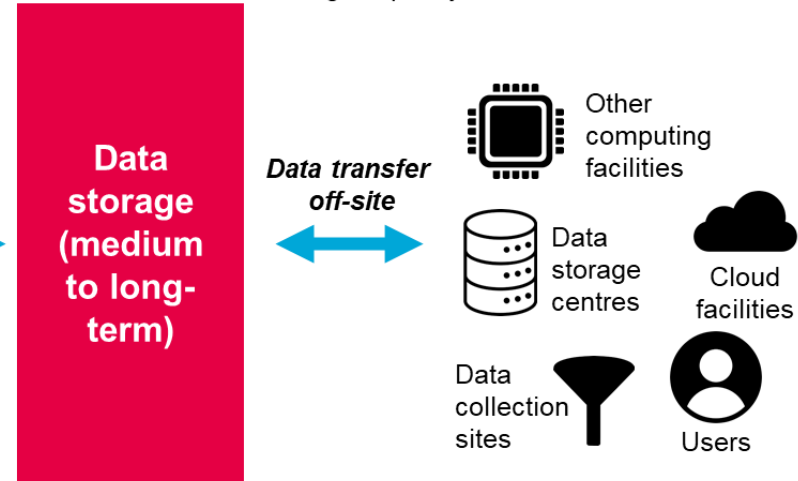 Data
storage
(medium
to long-
term)
Data transfer
off-site
Other
computing
facilities
Data
storage
centres
Cloud
facilities
Data
collection
sites
Users